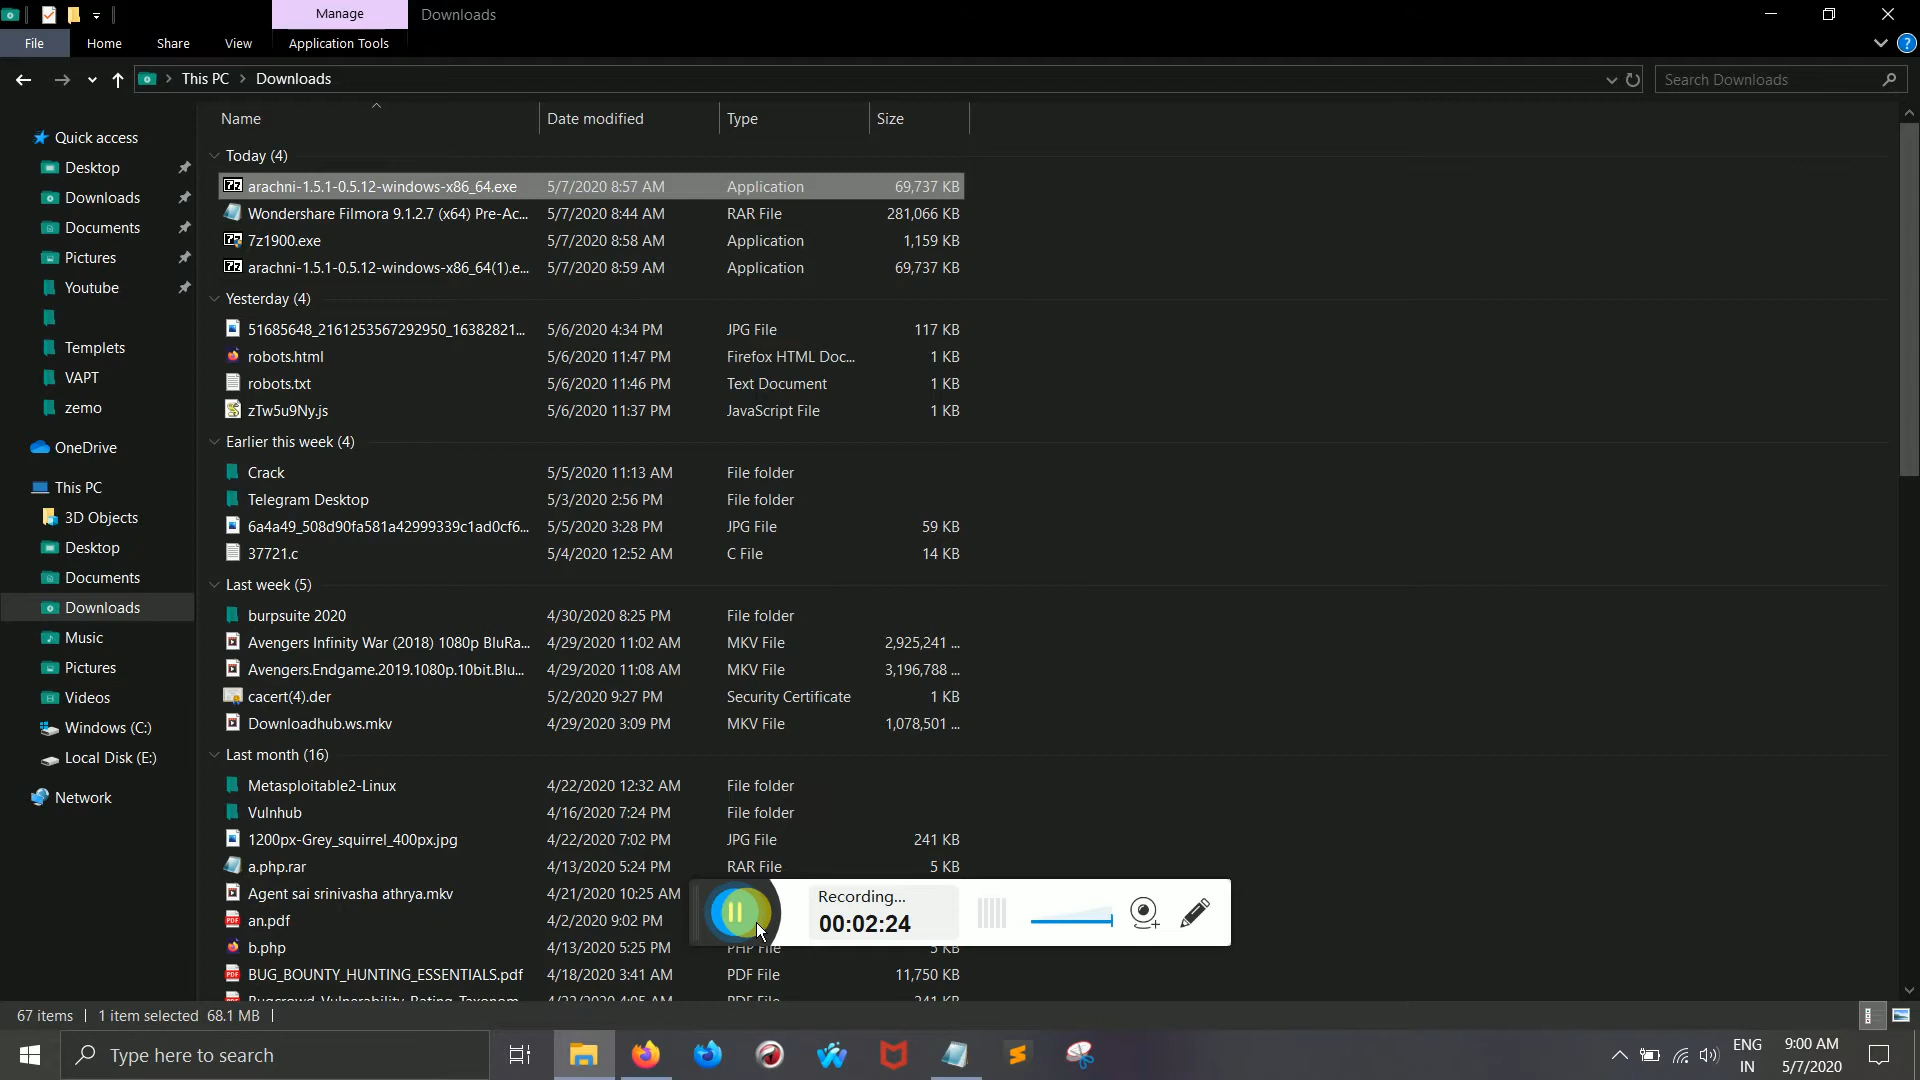 Manage
Downloads
File
Home
Share
View
Application Tools
This PC
Downloads
Search Downloads
Name
Date modified
Type
Size
Quick access
Desktop
Downloads
Documents
Pictures
Youtube
Templets
VAPT
zemo
OneDrive
This PC
3D Objects
Desktop
Documents
Downloads
Music
Pictures
Videos
Windows (C:)
Local Disk (E:)
Network
Today (4)
arachni-1.5.1-0.5.12-windows-x86_64.exe 5/7/2020 8:57 AM Application 69,737 KB
Wondershare Filmora 9.1.2.7 (x64) Pre-Ac... 5/7/2020 8:44 AM RAR File 281,066 KB
7z1900.exe 5/7/2020 8:58 AM Application 1,159 KB
arachni-1.5.1-0.5.12-windows-x86_64(1).e... 5/7/2020 8:59 AM Application 69,737 KB
Yesterday (4)
51685648_2161253567292950_16382821... 5/6/2020 4:34 PM JPG File 117 KB
robots.html 5/6/2020 11:47 PM Firefox HTML Doc... 1 KB
robots.txt 5/6/2020 11:46 PM Text Document 1 KB
zTw5u9Ny.js 5/6/2020 11:37 PM JavaScript File 1 KB
Earlier this week (4)
Crack 5/5/2020 11:13 AM File folder
Telegram Desktop 5/3/2020 2:56 PM File folder
6a4a49_508d90fa581a42999339c1ad0cf6... 5/5/2020 3:28 PM JPG File 59 KB
37721.c 5/4/2020 12:52 AM C File 14 KB
Last week (5)
burpsuite 2020 4/30/2020 8:25 PM File folder
Avengers Infinity War (2018) 1080p BluRa... 4/29/2020 11:02 AM MKV File 2,925,241 ...
Avengers.Endgame.2019.1080p.10bit.Blu... 4/29/2020 11:08 AM MKV File 3,196,788 ...
cacert(4).der 5/2/2020 9:27 PM Security Certificate 1 KB
Downloadhub.ws.mkv 4/29/2020 3:09 PM MKV File 1,078,501 ...
Last month (16)
Metasploitable2-Linux 4/22/2020 12:32 AM File folder
Vulnhub 4/16/2020 7:24 PM File folder
1200px-Grey_squirrel_400px.jpg 4/22/2020 7:02 PM JPG File 241 KB
a.php.rar 4/13/2020 5:24 PM RAR File 5 KB
Agent sai srinivasha athrya.mkv 4/21/2020 10:25 AM
an.pdf 4/2/2020 9:02 PM
b.php 4/13/2020 5:25 PM PHP File 5 KB
BUG_BOUNTY_HUNTING_ESSENTIALS.pdf 4/18/2020 3:41 AM PDF File 11,750 KB
Recording...
00:02:24
67 items
1 item selected 68.1 MB
Type here to search
ENG
IN
9:00 AM
5/7/2020